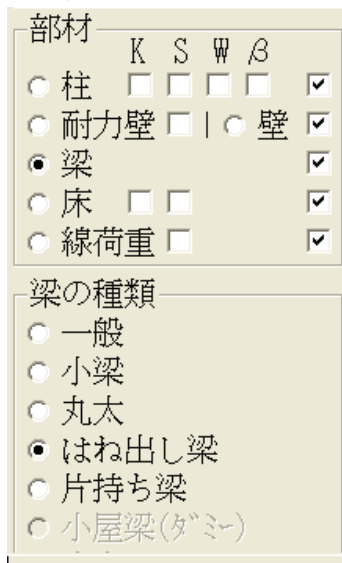 部材
K S W β
柱
耐力壁 | 壁
梁
床
線荷重
梁の種類
一般
小梁
丸太
はね出し梁
片持ち梁
小屋梁(ダミー)